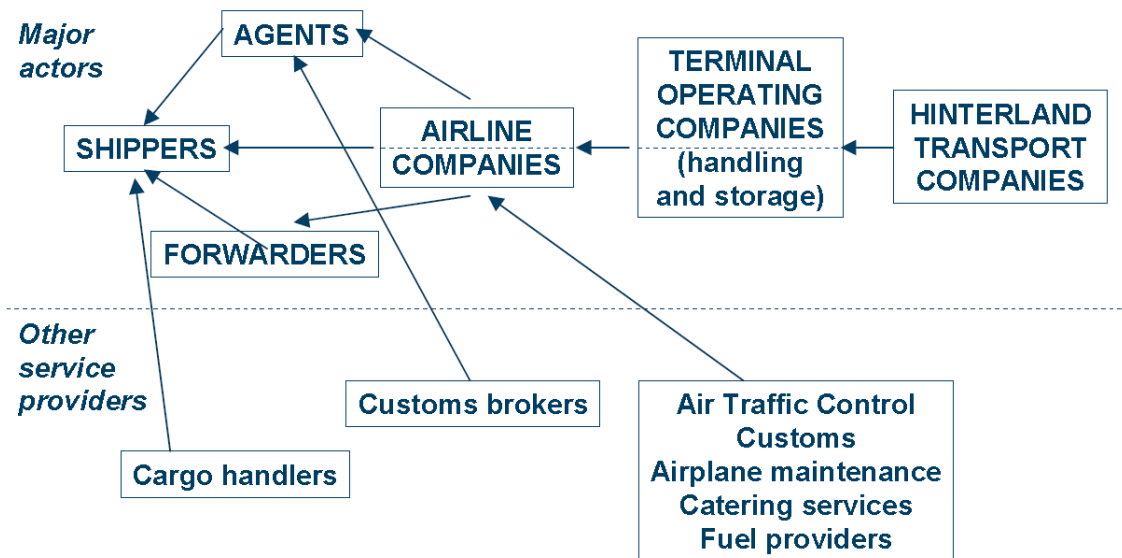 Major
actors
AGENTS
SHIPPERS
AIRLINE
COMPANIES
TERMINAL
OPERATING
COMPANIES
(handling
and storage)
HINTERLAND
TRANSPORT
COMPANIES
FORWARDERS
Other
service
providers
Customs brokers
Cargo handlers
Air Traffic Control
Customs
Airplane maintenance
Catering services
Fuel providers